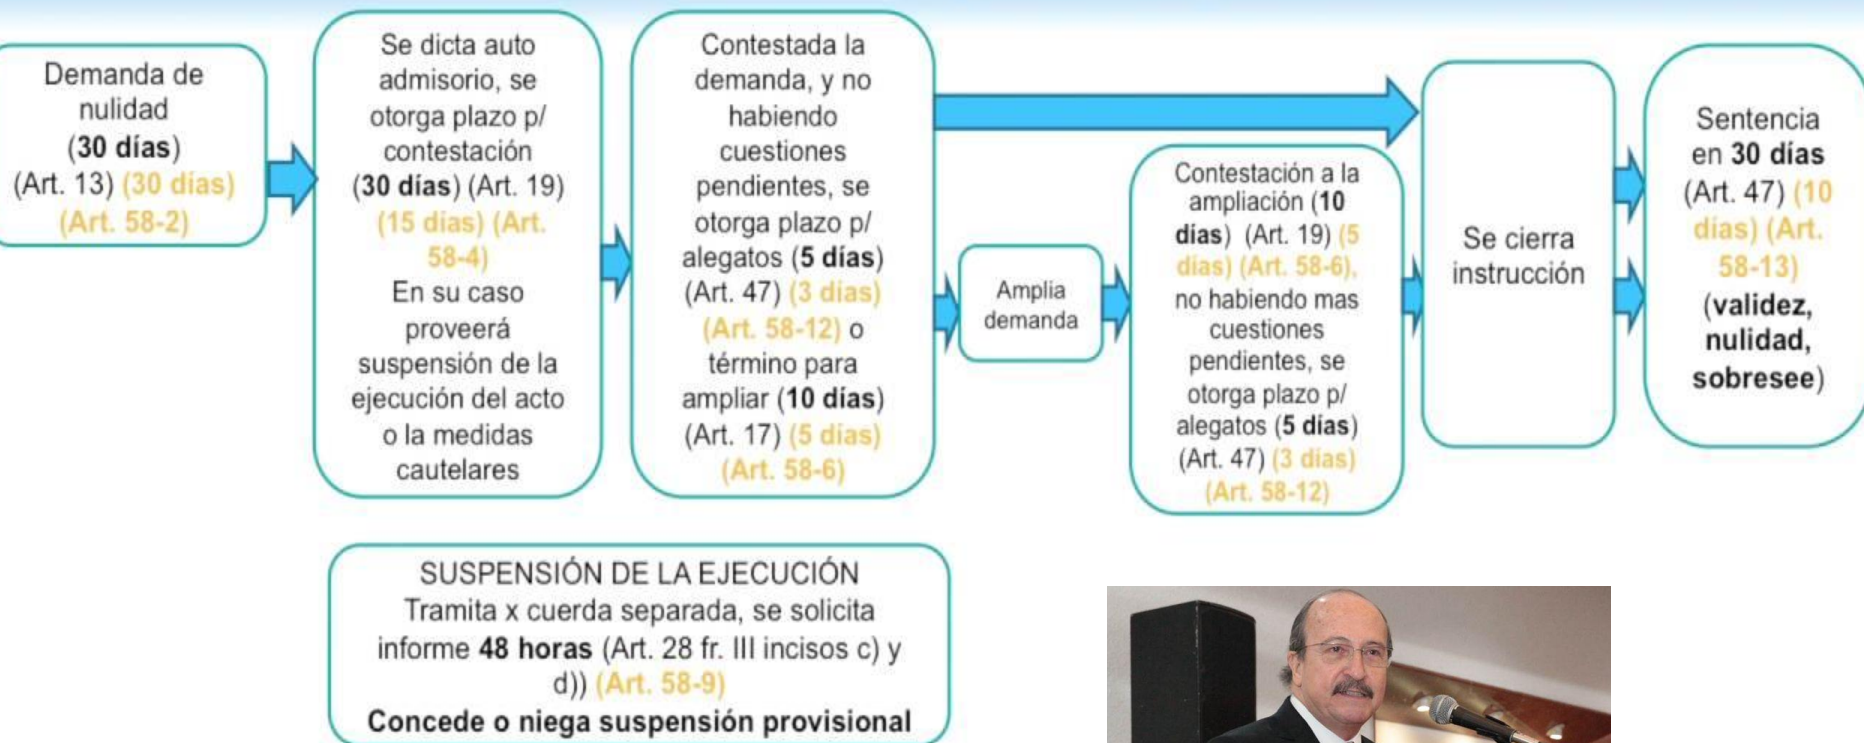 Demanda de
nulidad
(30 días)
(Art. 13) (30 días)
(Art. 58-2)
Se dicta auto
admisorio, se
otorga plazo p/
contestación
(30 días) (Art. 19)
(15 días) (Art.
58-4)
En su caso
proveerá
suspensión de la
ejecución del acto
o la medidas
cautelares
Contestada la
demanda, y no
habiendo
cuestiones
pendientes, se
otorga plazo p/
alegatos (5 días)
(Art. 47) (3 días)
(Art. 58-12) o
término para
ampliar (10 días)
(Art. 17) (5 días)
(Art. 58-6)
Amplia
demanda
Contestación a la
ampliación (10
días) (Art. 19) (5
días) (Art. 58-6),
no habiendo mas
cuestiones
pendientes, se
otorga plazo p/
alegatos (5 días)
(Art. 47) (3 días)
(Art. 58-12)
Se cierra
instrucción
Sentencia
en 30 días
(Art. 47) (10
días) (Art.
58-13)
(validez,
nulidad,
sobresee)
SUSPENSIÓN DE LA EJECUCIÓN
Tramita x cuerda separada, se solicita
informe 48 horas (Art. 28 fr. III incisos c) y
d)) (Art. 58-9)
Concede o niega suspensión provisional